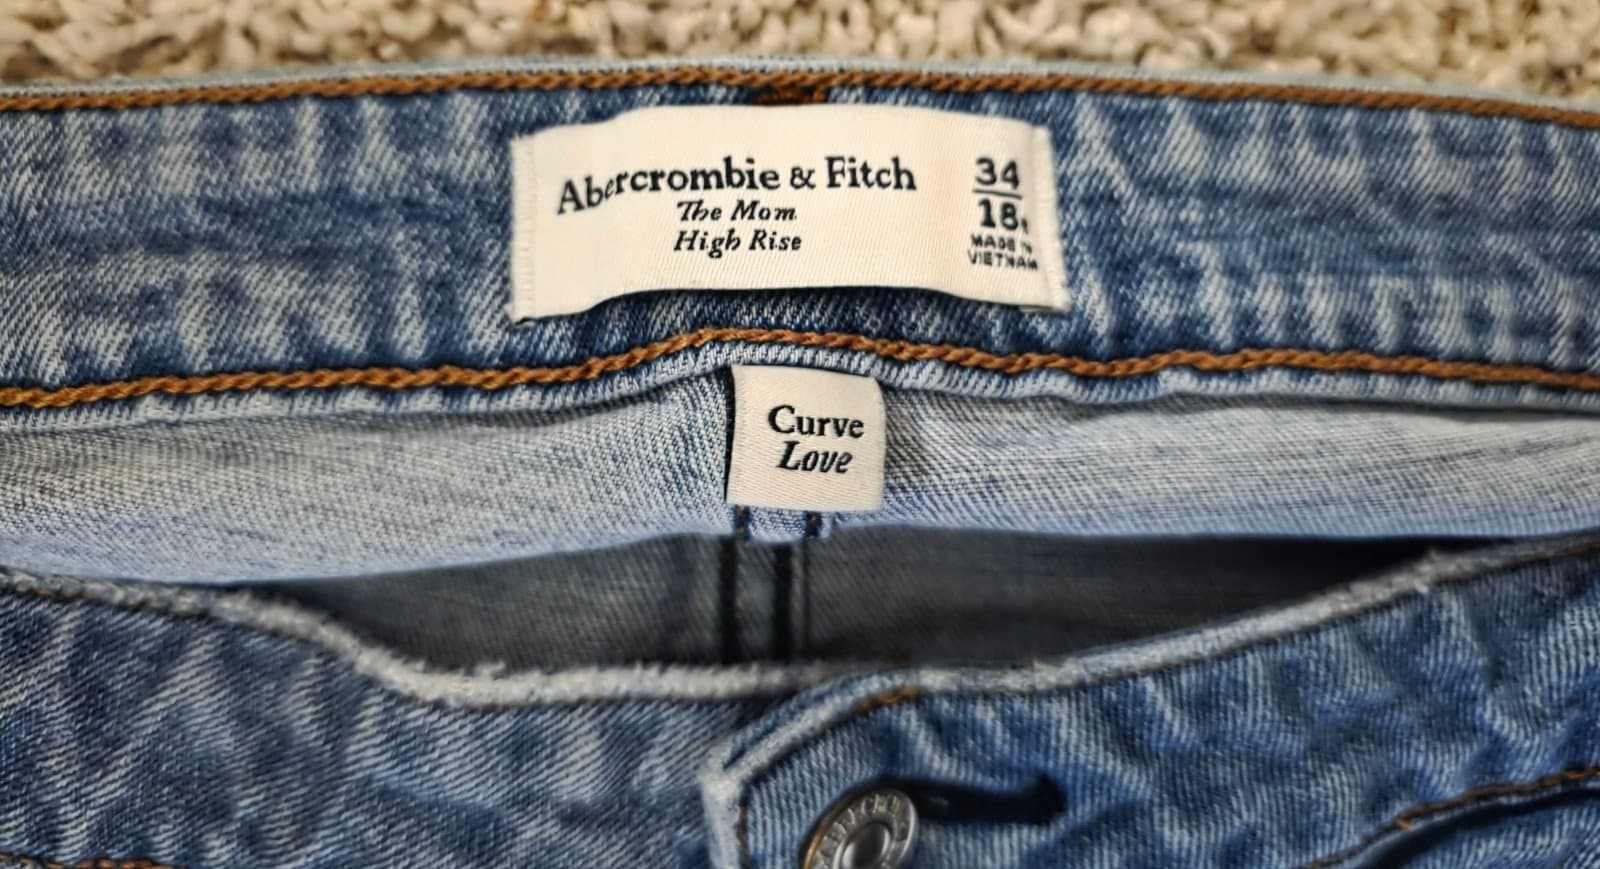 Abercrombie & Fitch
The Mom
High Rise
34
18
MADE IN
VIETNAM
Curve
Love